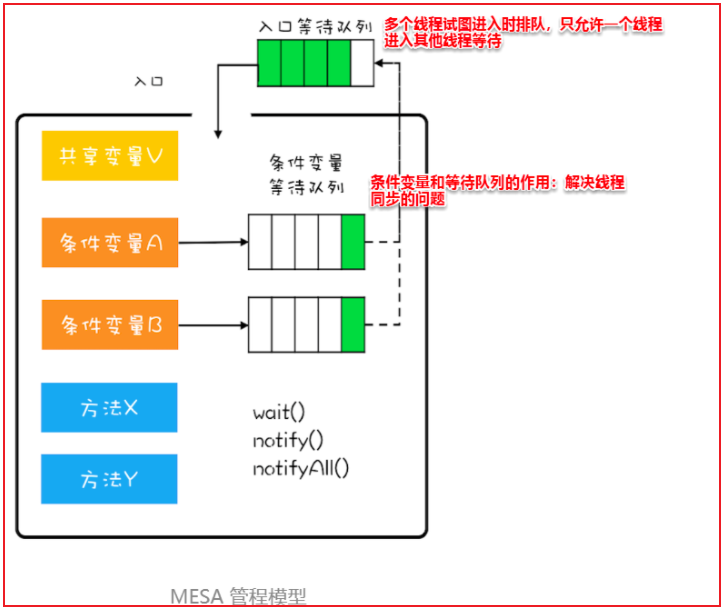 入口等待队列
多个线程试图进入时排队，只允许一个线程
进入其他线程等待
入口
共享变量V
条件变量
等待队列
条件变量和等待队列的作用：解决线程
同步的问题
条件变量A
条件变量B
方法X
wait()
notify()
notifyAll()
方法Y
MESA 管程模型